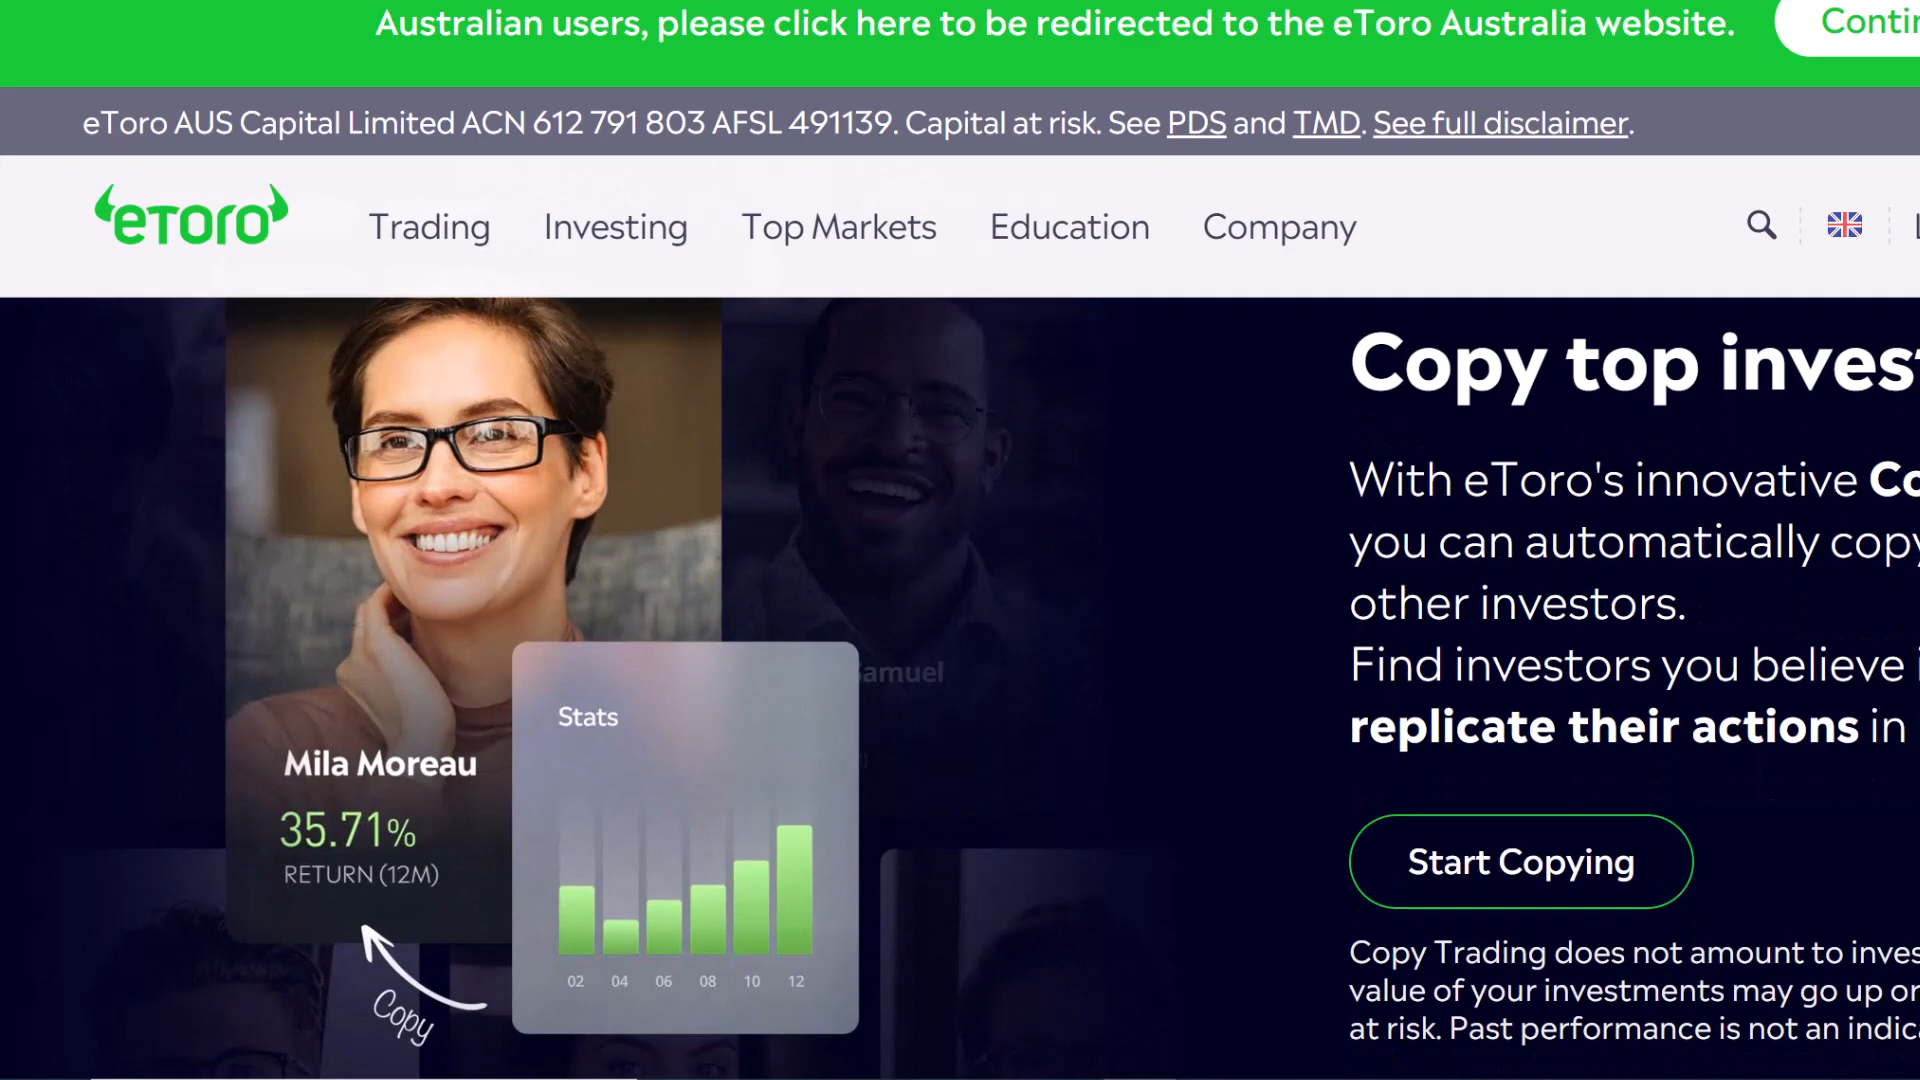 Australian users, please click here to be redirected to the eToro Australia website.
eToro AUS Capital Limited ACN 612 791 803 AFSL 491139. Capital at risk. See PDS and TMD. See full disclaimer.
eToro
Trading
Investing
Top Markets
Education
Company
Copy top
With eToro's innovative
you can automatically copy
other investors.
Find investors you believe
replicate their actions in
Samuel
Stats
Mila Moreau
35.71%
RETURN (12M)
02 04 06 08 10 12
Copy
Start Copying
Copy Trading does not amount to
value of your investments may go up or
at risk. Past performance is not an